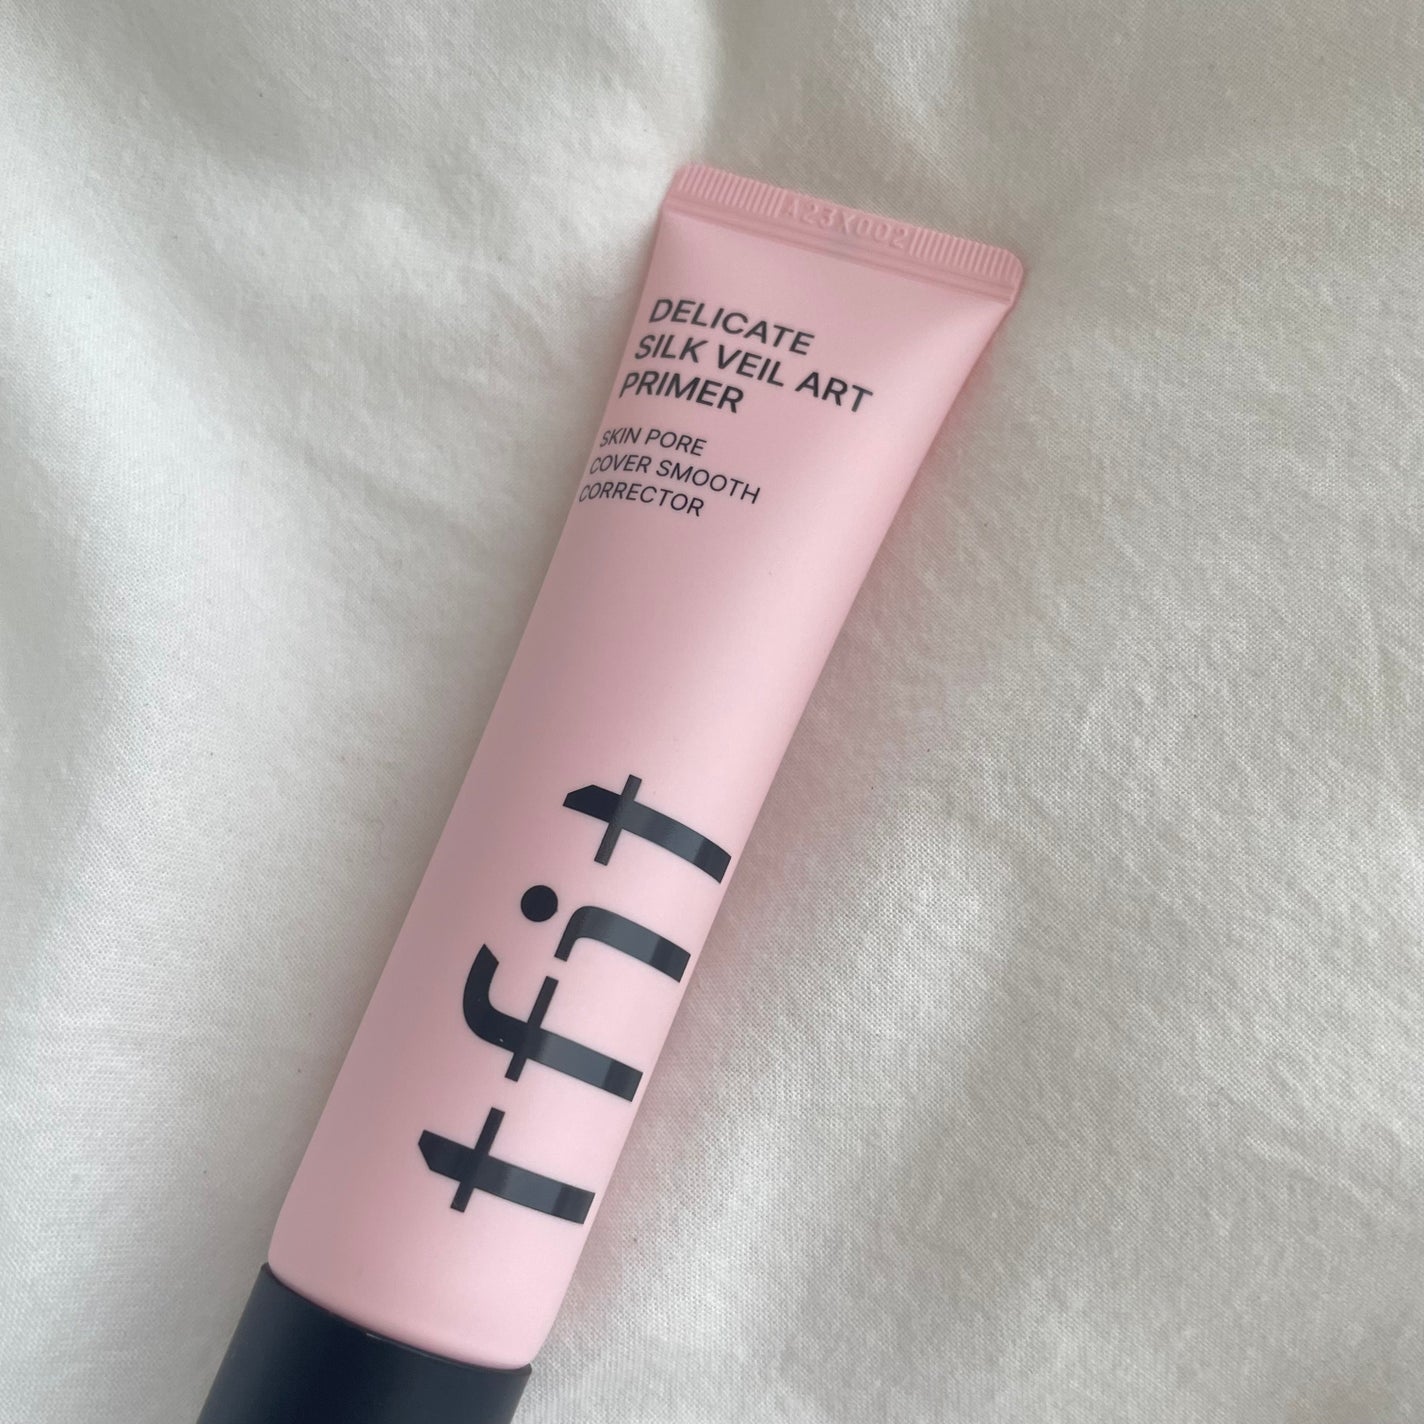 A23X002
DELICATE
SILK VEIL ART
PRIMER
SKIN PORE
COVER SMOOTH
CORRECTOR
tfit